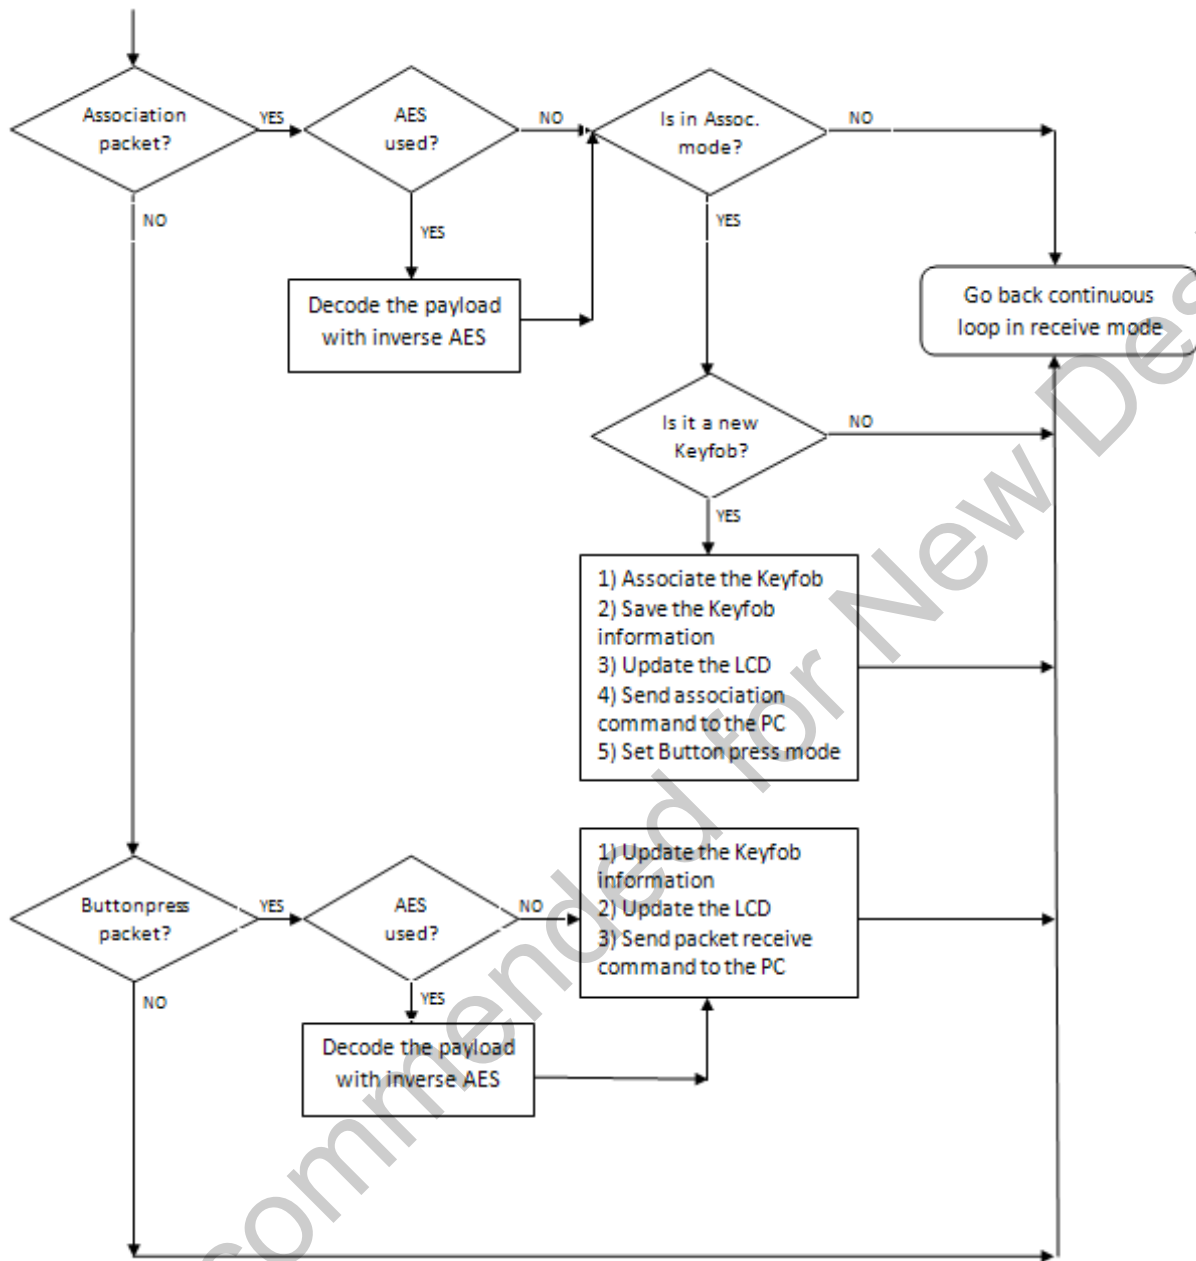 Association
packet?
YES
AES
used?
NO
Is in Assoc.
mode?
NO
NO
YES
YES
Decode the payload
with inverse AES
Go back continuous
loop in receive mode
Is it a new
Keyfob?
NO
YES
1) Associate the Keyfob
2) Save the Keyfob
information
3) Update the LCD
4) Send association
command to the PC
5) Set Button press mode
Buttonpress
packet?
YES
AES
used?
NO
1) Update the Keyfob
information
2) Update the LCD
3) Send packet receive
command to the PC
NO
YES
Decode the payload
with inverse AES
commended for New Des